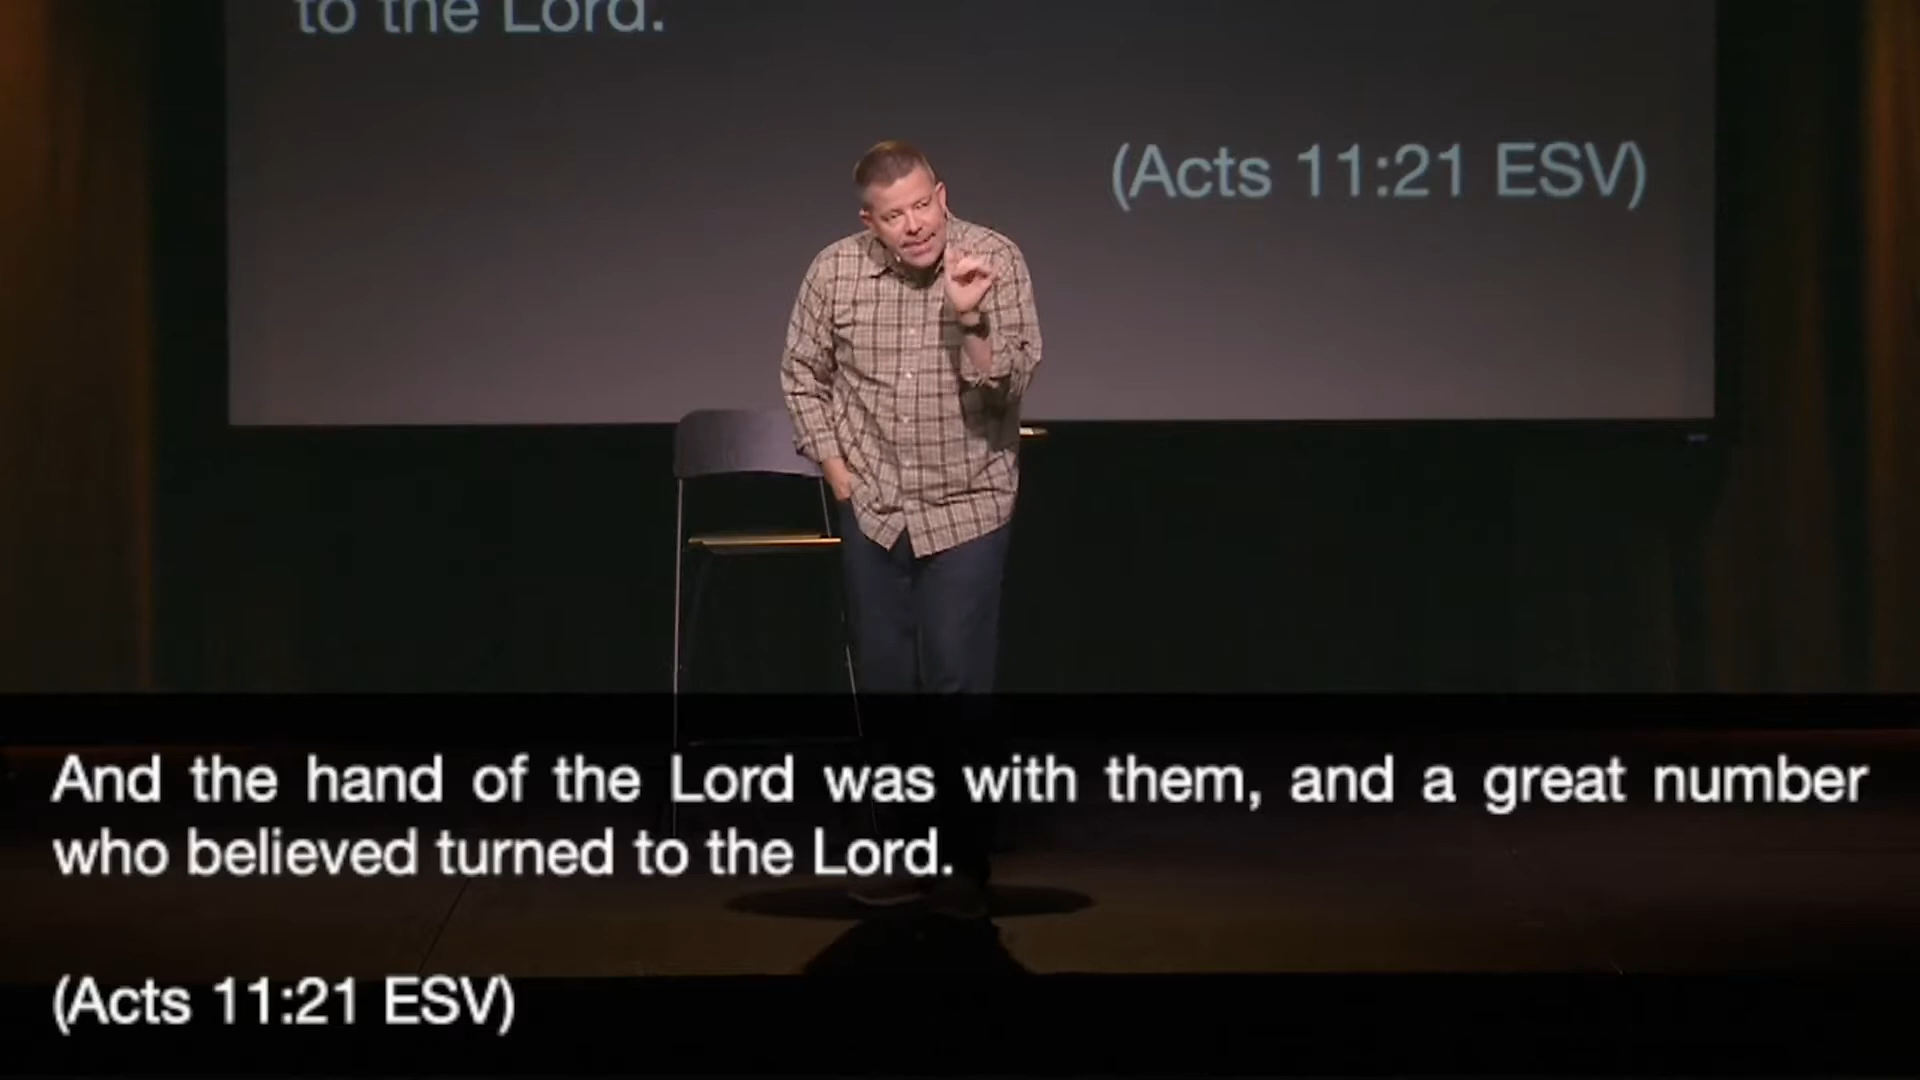 to the Lord.
(Acts 11:21 ESV)
And the hand of the Lord was with them, and a great number
who believed turned to the Lord.
(Acts 11:21 ESV)